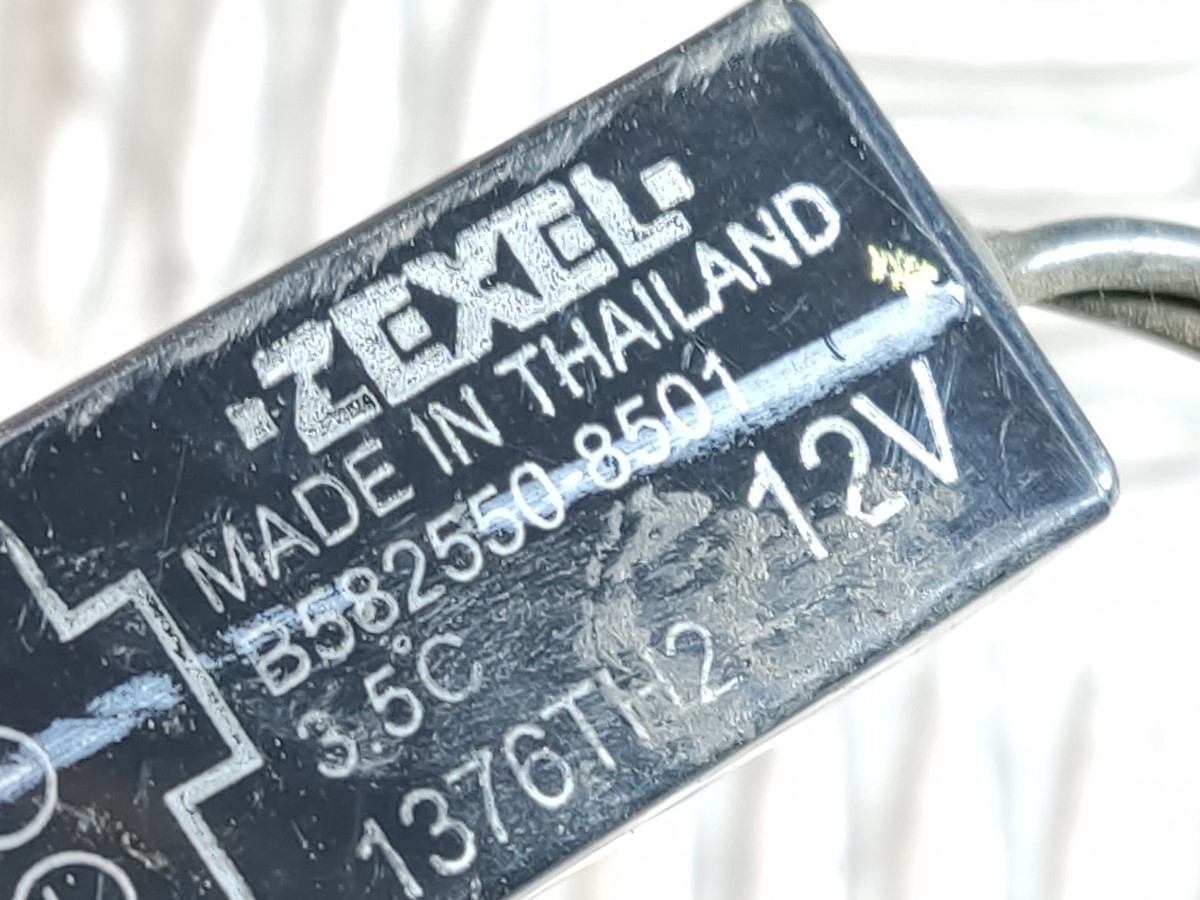 ·ZEXEL·
MADE IN THAILAND
B582550-8501
3.5°C 12V
1376TH2